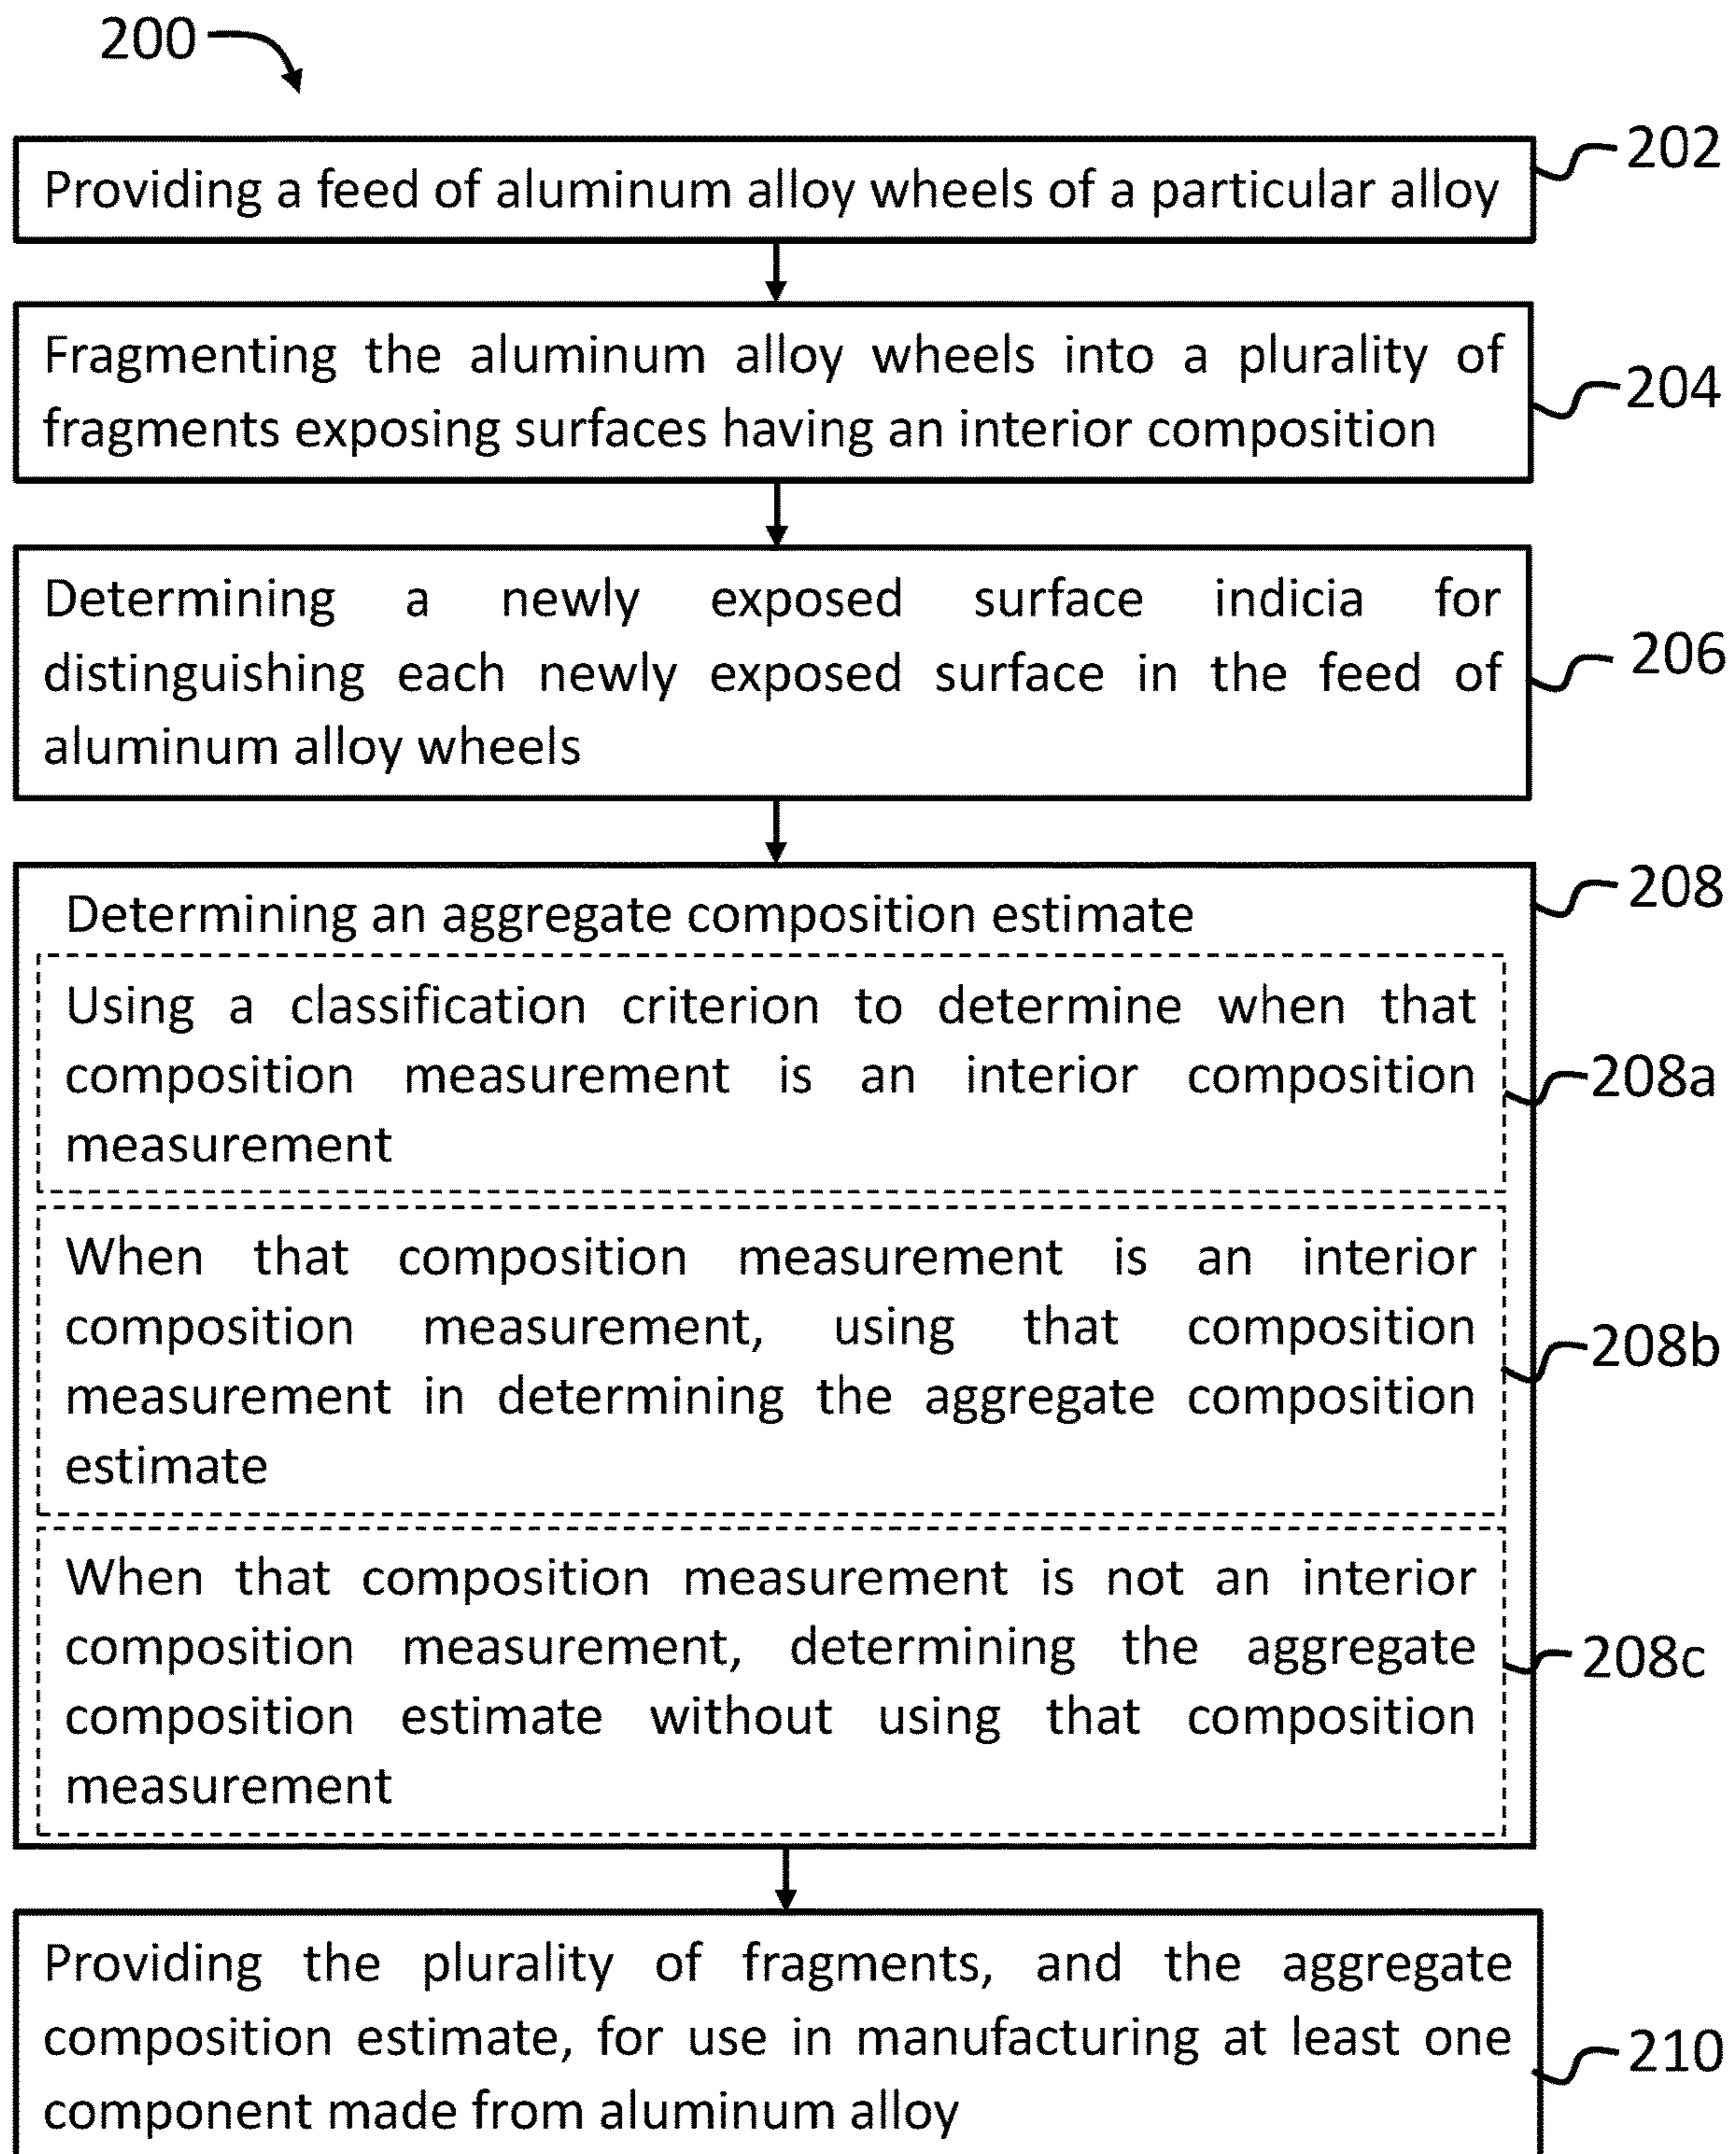 200
Providing a feed of aluminum alloy wheels of a particular alloy
202
Fragmenting the aluminum alloy wheels into a plurality of
fragments exposing surfaces having an interior composition
204
Determining a newly exposed surface indicia for
distinguishing each newly exposed surface in the feed of
aluminum alloy wheels
206
208
Determining an aggregate composition estimate
Using a classification criterion to determine when that
composition measurement is an interior composition
measurement
208a
When that composition measurement is an interior
composition measurement, using that composition
measurement in determining the aggregate composition
estimate
208b
When that composition measurement is not an interior
composition measurement, determining the aggregate
composition estimate without using that composition
measurement
208c
Providing the plurality of fragments, and the aggregate
composition estimate, for use in manufacturing at least one
component made from aluminum alloy
210